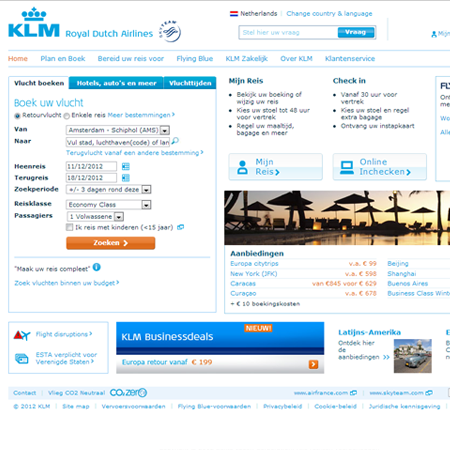 KLM Royal Dutch Airlines
SKYTEAM
Netherlands > Change country & language
Stel hier uw vraag
Vraag >
Mijn
Home Plan en Boek Bereid uw reis voor Flying Blue KLM Zakelijk Over KLM Klantenservice
Vlucht boeken Hotels, auto's en meer Vluchttijden
Boek uw vlucht
Retourvlucht Enkele reis Meer bestemmingen >
Van Amsterdam - Schiphol (AMS)
Naar Vul stad, luchthaven(code) of lan
Terugvlucht vanaf een andere bestemming >
Heenreis 11/12/2012
Terugreis 18/12/2012
Zoekperiode +/- 3 dagen rond deze
Reisklasse Economy Class
Passagiers 1 Volwassene
Ik reis met kinderen (<15 jaar)
Zoeken >
"Maak uw reis compleet"
Zoek vluchten binnen uw budget >
Mijn Reis
Bekijk uw boeking of
wijzig uw reis
Kies uw stoel tot 48 uur
voor vertrek
Regel uw maaltijd,
bagage en meer
Mijn
Reis >
Check in
Vanaf 30 uur voor
vertrek
Kies uw stoel en regel
extra bagage
Ontvang uw instapkaart
Online
Inchecken >
Aanbiedingen
Europa citytrips v.a. € 99 Beijing
New York (JFK) v.a. € 598 Shanghai
Caracas van €845 voor € 629 Buenos Aires
Curaçao v.a. € 678 Business Class Wint
+ € 10 boekingskosten
Flight disruptions >
ESTA verplicht voor
Verenigde Staten >
NIEUW!
KLM Businessdeals
Europa retour vanaf € 199
Latijns-Amerika
Ontdek hier
de
aanbiedingen >
Contact | Vlieg CO2 Neutraal CO2zero
www.airfrance.com | www.skyteam.com
© 2012 KLM | Site map | Vervoersvoorwaarden | Flying Blue-voorwaarden | Privacybeleid | Cookie-beleid | Juridische kennisgeving